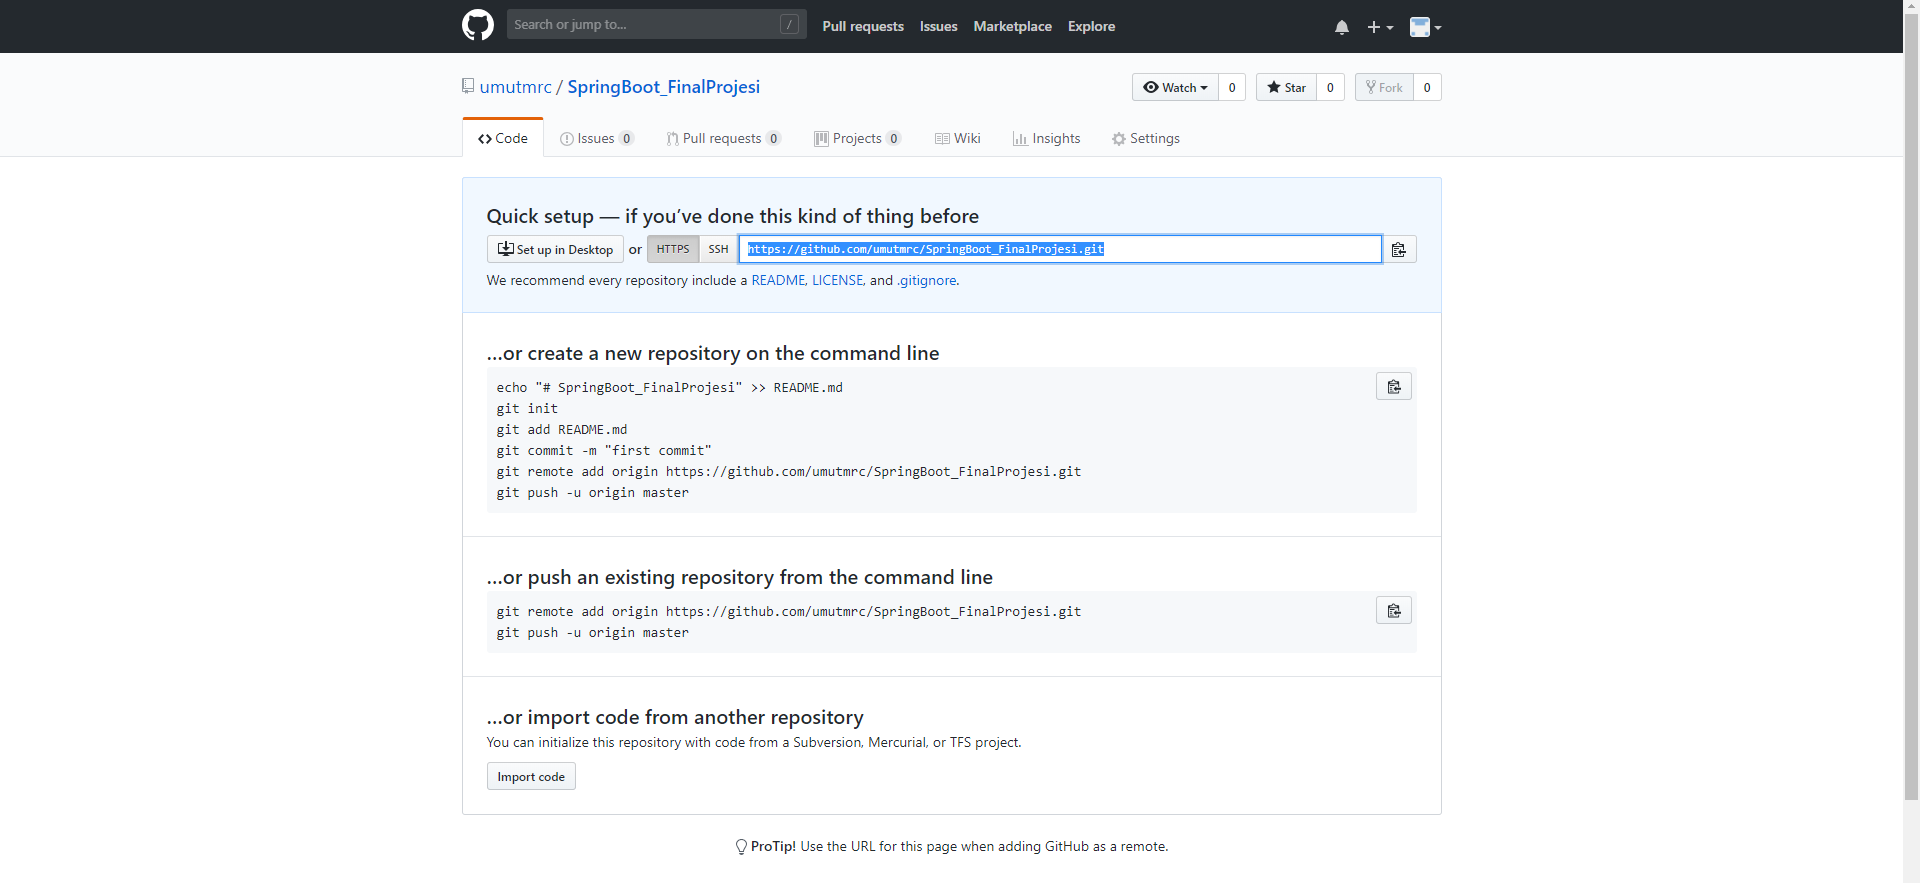 Search or jump to... /
Pull requests Issues Marketplace Explore
umutmrc / SpringBoot_FinalProjesi
Watch 0 Star 0 Fork 0
Code Issues 0 Pull requests 0 Projects 0 Wiki Insights Settings
Quick setup — if you’ve done this kind of thing before
Set up in Desktop or HTTPS SSH https://github.com/umutmrc/SpringBoot_FinalProjesi.git
We recommend every repository include a README, LICENSE, and .gitignore.
…or create a new repository on the command line
echo "# SpringBoot_FinalProjesi" >> README.md
git init
git add README.md
git commit -m "first commit"
git remote add origin https://github.com/umutmrc/SpringBoot_FinalProjesi.git
git push -u origin master
…or push an existing repository from the command line
git remote add origin https://github.com/umutmrc/SpringBoot_FinalProjesi.git
git push -u origin master
…or import code from another repository
You can initialize this repository with code from a Subversion, Mercurial, or TFS project.
Import code
ProTip! Use the URL for this page when adding GitHub as a remote.